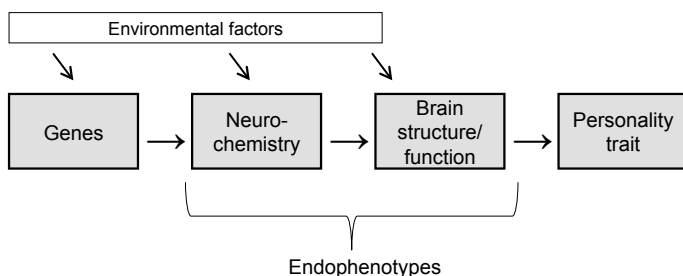 Environmental factors
Genes
Neuro-
chemistry
Brain
structure/
function
Personality
trait
Endophenotypes